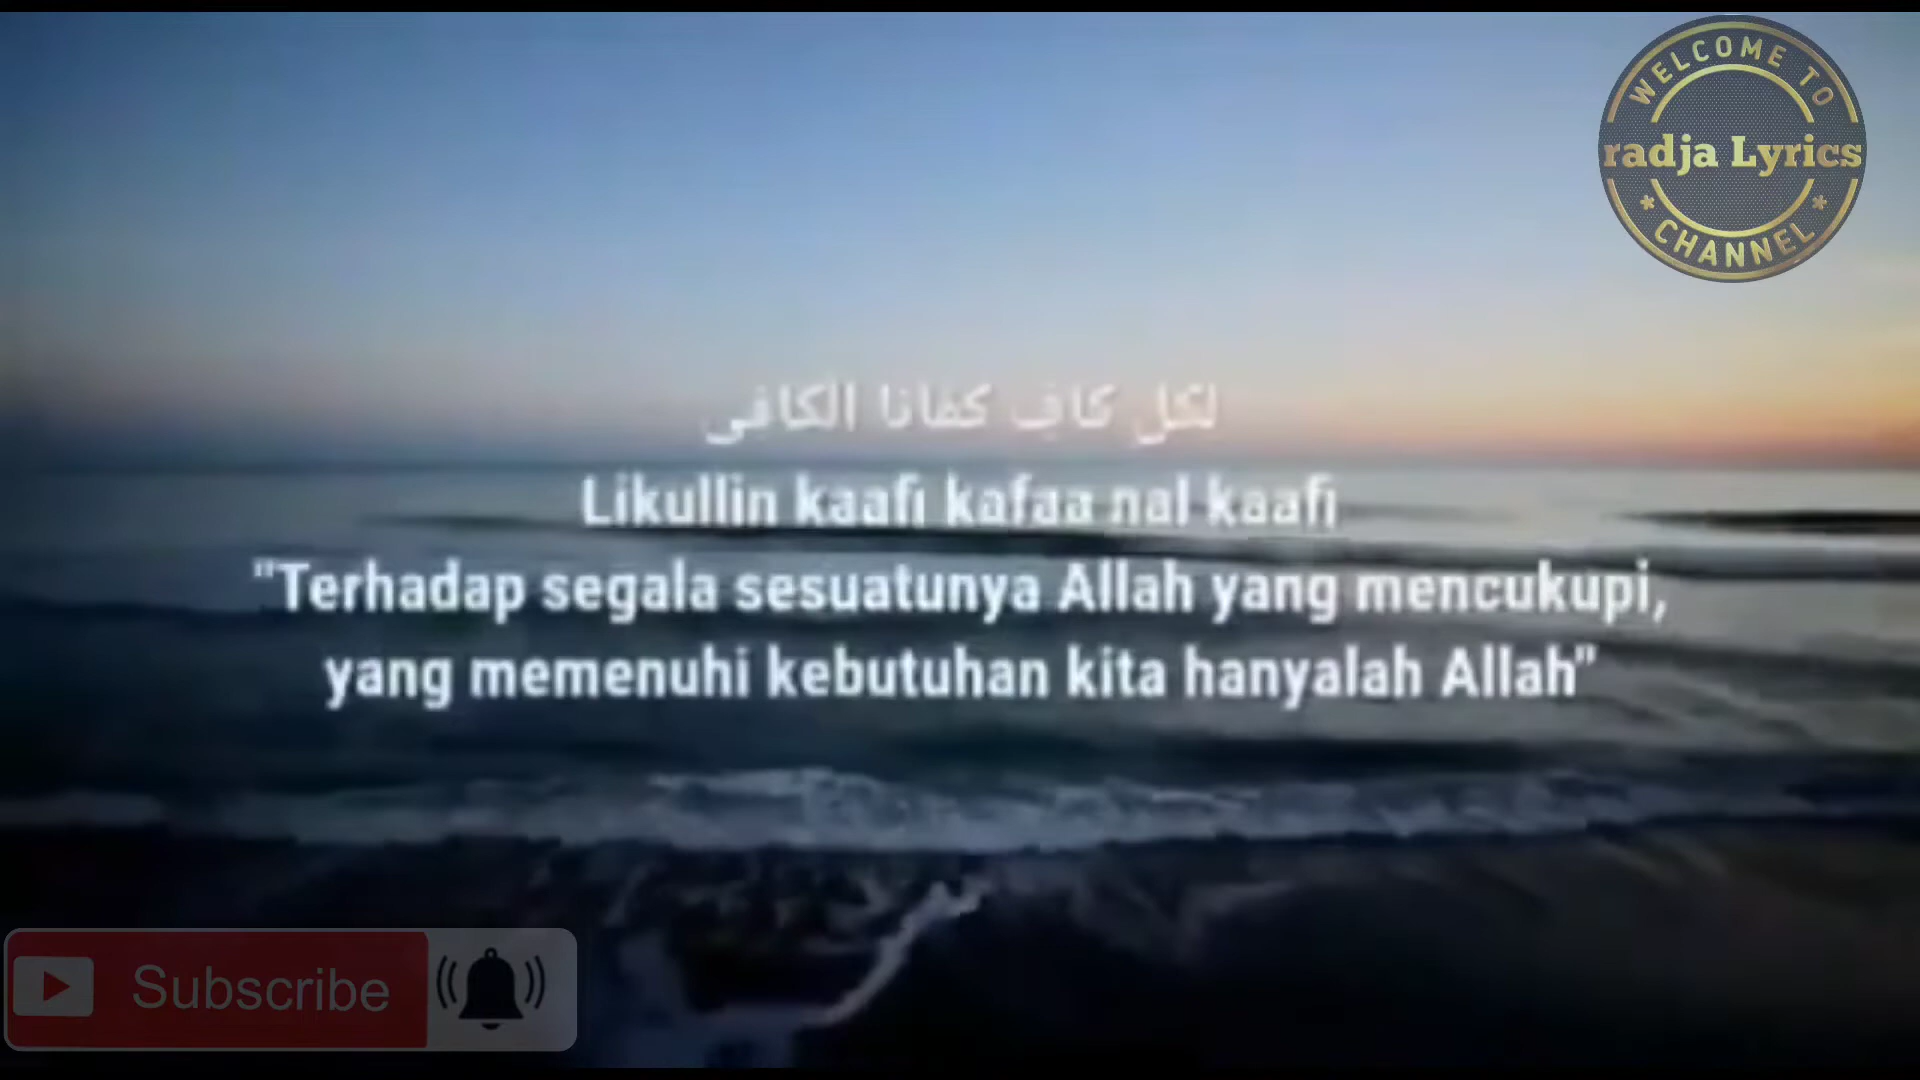 WELCOME TO
radja Lyrics
CHANNEL
لكل كاف كفانا الكافى
Likullin kaafi kafaa nal kaafi
"Terhadap segala sesuatunya Allah yang mencukupi,
yang memenuhi kebutuhan kita hanyalah Allah"
Subscribe